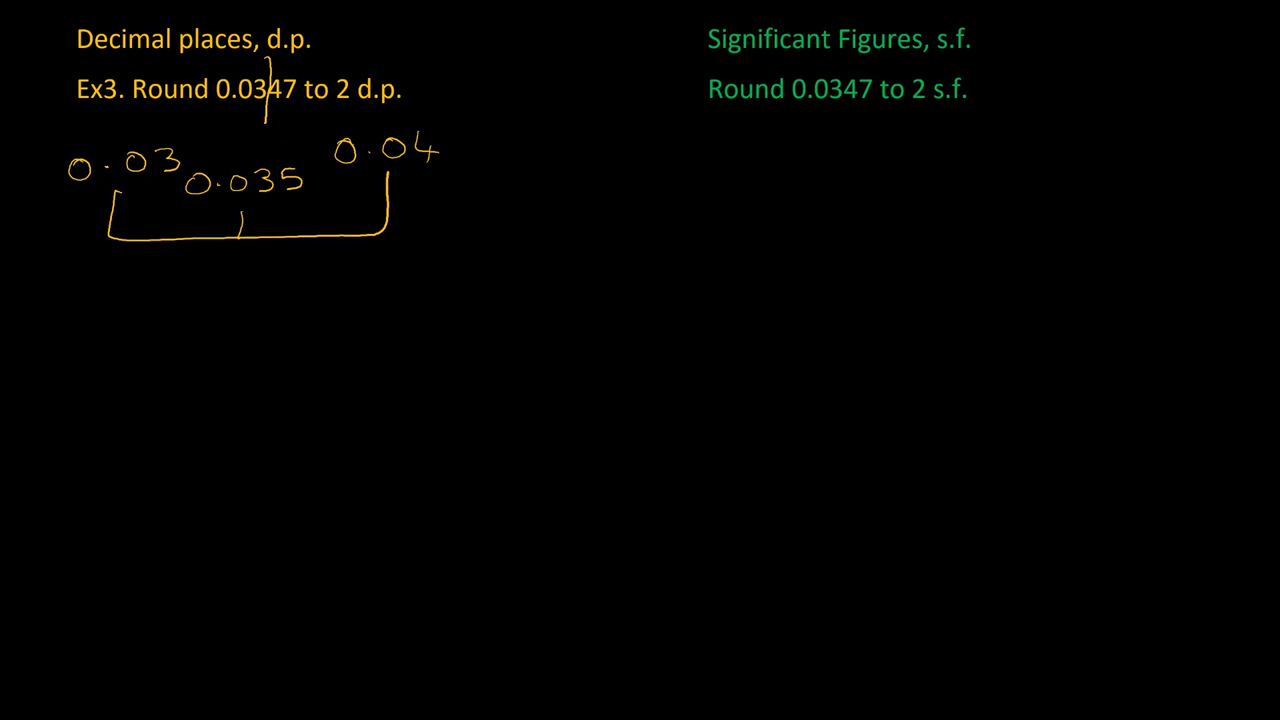 Decimal places, d.p.
Ex3. Round 0.0347 to 2 d.p.
0.03 0.035 0.04
Significant Figures, s.f.
Round 0.0347 to 2 s.f.